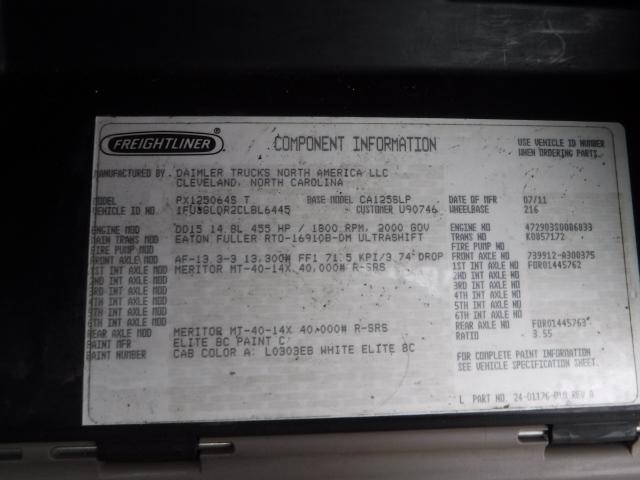 FREIGHTLINER
COMPONENT INFORMATION
USE VEHICLE ID NUMBER
WHEN ORDERING PARTS.
MANUFACTURED BY DAIMLER TRUCKS NORTH AMERICA LLC
CLEVELAND, NORTH CAROLINA
MODEL PX125064S T BASE MODEL CA125SLP DATE OF MFR 07/11
VEHICLE ID NO. CUSTOMER U90746 WHEELBASE 216
ENGINE MOD DD15 14.8L 455 HP / 1800 RPM, 2000 GOV ENGINE NO 472903S0086833
MAIN TRANS MOD EATON FULLER RTO-16910B-DM ULTRASHIFT TRANS NO K0857172
FIRE PUMP MOD FIRE PUMP NO
FRONT AXLE MOD AF-13.3-3 13,300# FF1 71.5 KPI/3.74 DROP FRONT AXLE NO 739912-A300375
1ST INT AXLE MOD MERITOR MT-40-14X 40,000# R-SRS 1ST INT AXLE NO FOR01445762
2ND INT AXLE MOD 2ND INT AXLE NO
3RD INT AXLE MOD 3RD INT AXLE NO
4TH INT AXLE MOD 4TH INT AXLE NO
5TH INT AXLE MOD 5TH INT AXLE NO
6TH INT AXLE MOD 6TH INT AXLE NO
REAR AXLE MOD MERITOR MT-40-14X 40,000# R-SRS REAR AXLE NO FOR01445763
PAINT MFR ELITE BC PAINT C RATIO 3.55
PAINT NUMBER CAB COLOR A: L0303EB WHITE ELITE BC
FOR COMPLETE PAINT INFORMATION
SEE VEHICLE SPECIFICATION SHEET.
L PART NO. 24-01176-010 REV A